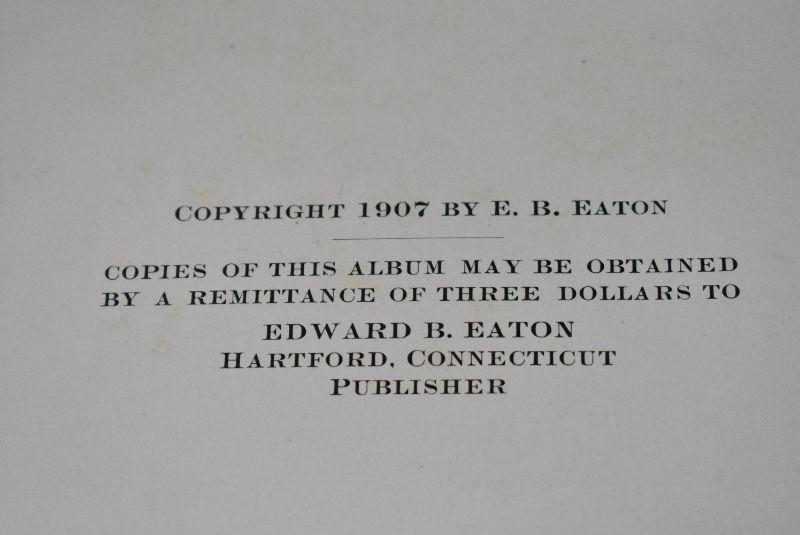 COPYRIGHT 1907 BY E. B. EATON
COPIES OF THIS ALBUM MAY BE OBTAINED
BY A REMITTANCE OF THREE DOLLARS TO
EDWARD B. EATON
HARTFORD, CONNECTICUT
PUBLISHER